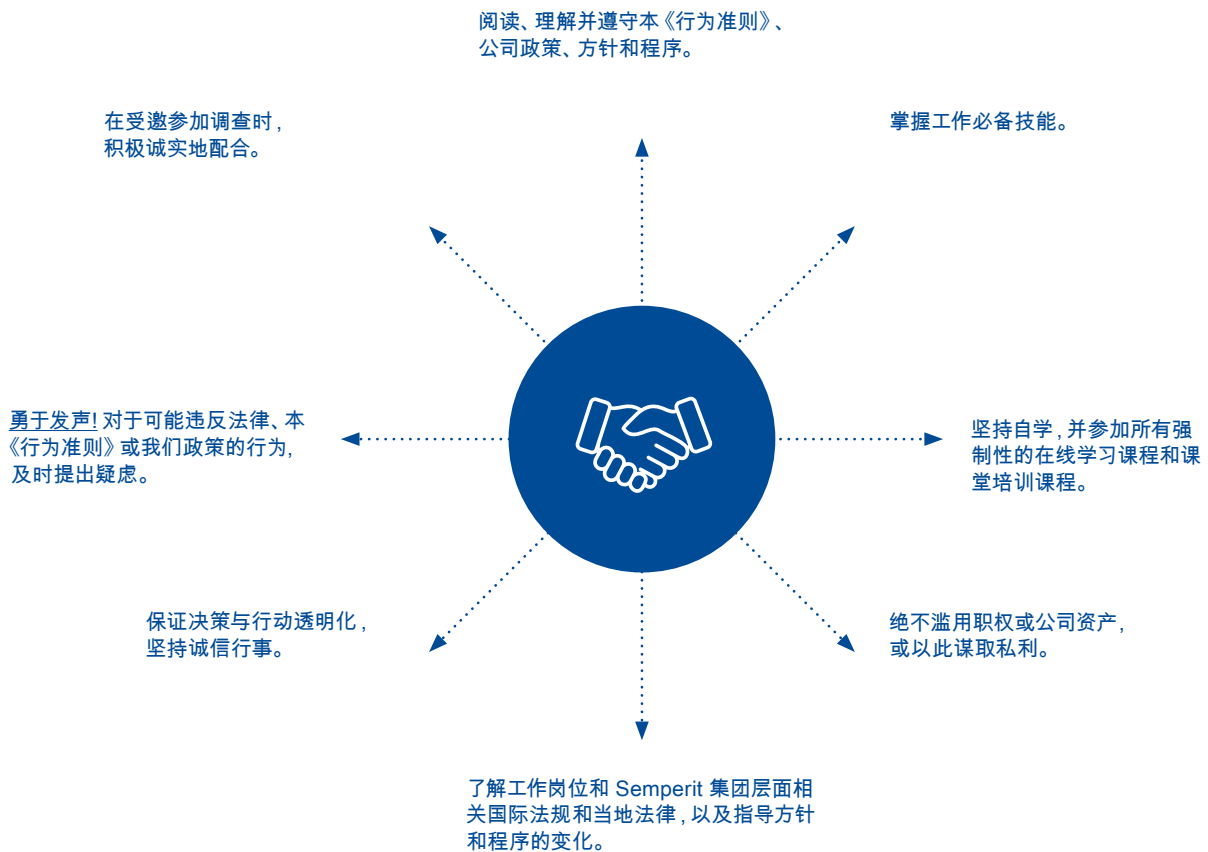 阅读、理解并遵守本《行为准则》、
公司政策、方针和程序。
在受邀参加调查时，
积极诚实地配合。
掌握工作必备技能。
勇于发声! 对于可能违反法律、本
《行为准则》或我们政策的行为，
及时提出疑虑。
坚持自学，并参加所有强
制性的在线学习课程和课
堂培训课程。
保证决策与行动透明化，
坚持诚信行事。
绝不滥用职权或公司资产，
或以此谋取私利。
了解工作岗位和 Semperit 集团层面相
关国际法规和当地法律，以及指导方针
和程序的变化。